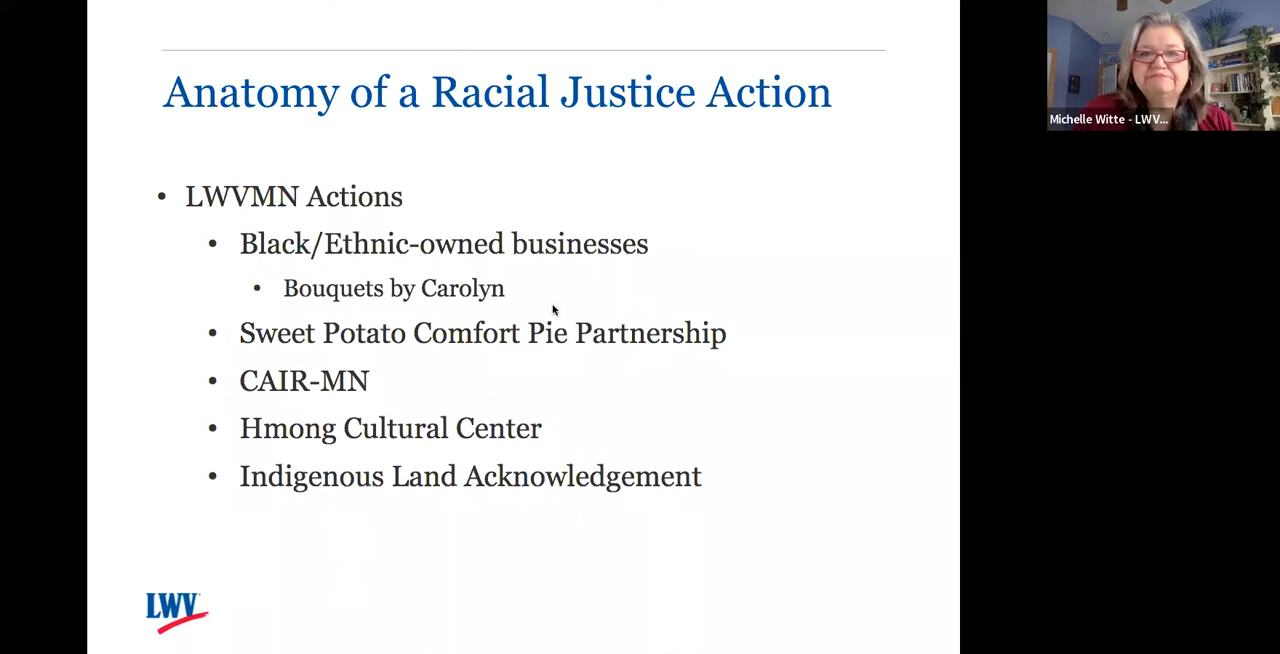 Anatomy of a Racial Justice Action
• LWVMN Actions
• Black/Ethnic-owned businesses
• Bouquets by Carolyn
• Sweet Potato Comfort Pie Partnership
• CAIR-MN
• Hmong Cultural Center
• Indigenous Land Acknowledgement
LWV
Michelle Witte - LWV...